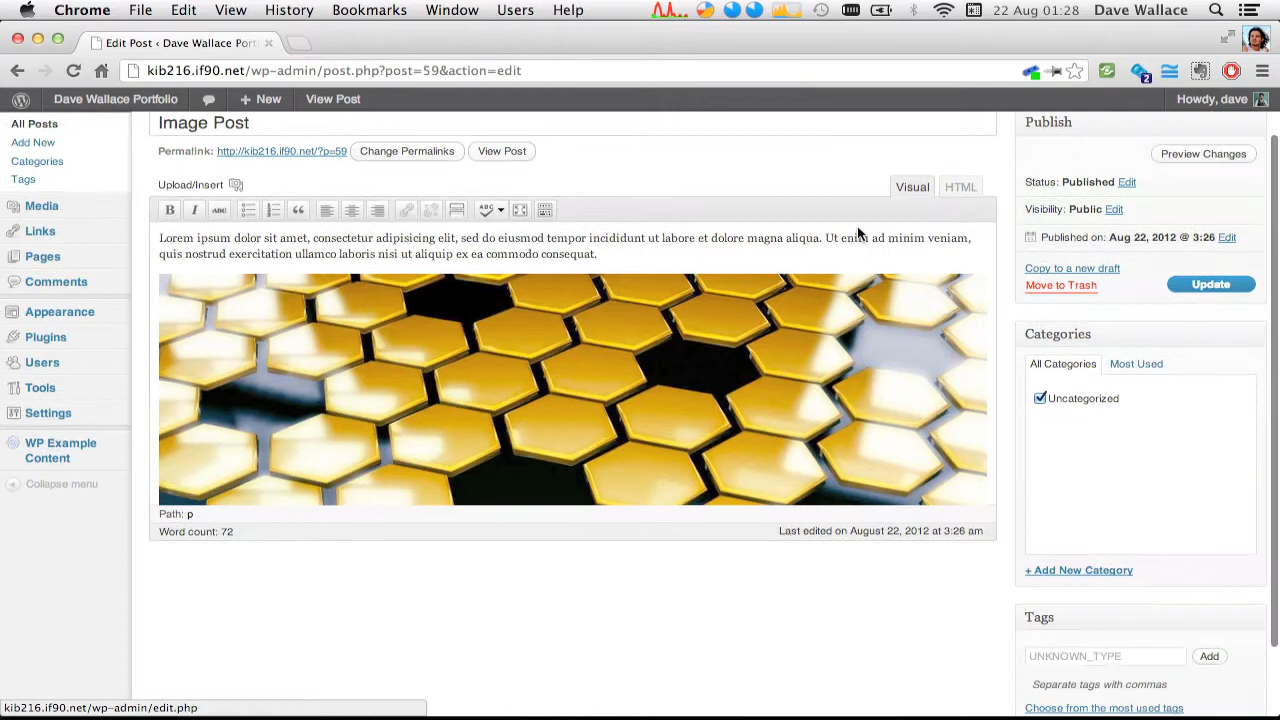 Chrome File Edit View History Bookmarks Window Users Help 22 Aug 01:28 Dave Wallace
Edit Post ‹ Dave Wallace Port
kib216.if90.net/wp-admin/post.php?post=59&action=edit
Dave Wallace Portfolio + New View Post Howdy, dave
All Posts
Add New
Categories
Tags
Media
Links
Pages
Comments
Appearance
Plugins
Users
Tools
Settings
WP Example
Content
Collapse menu
Image Post
Permalink: http://kib216.if90.net/?p=59 Change Permalinks View Post
Upload/Insert Visual HTML
B I ABC ABC
Lorem ipsum dolor sit amet, consectetur adipisicing elit, sed do eiusmod tempor incididunt ut labore et dolore magna aliqua. Ut enim ad minim veniam,
quis nostrud exercitation ullamco laboris nisi ut aliquip ex ea commodo consequat.
Path: p
Word count: 72 Last edited on August 22, 2012 at 3:26 am
Publish
Preview Changes
Status: Published Edit
Visibility: Public Edit
Published on: Aug 22, 2012 @ 3:26 Edit
Copy to a new draft
Move to Trash Update
Categories
All Categories Most Used
Uncategorized
+ Add New Category
Tags
UNKNOWN_TYPE Add
Separate tags with commas
Choose from the most used tags
kib216.if90.net/wp-admin/edit.php